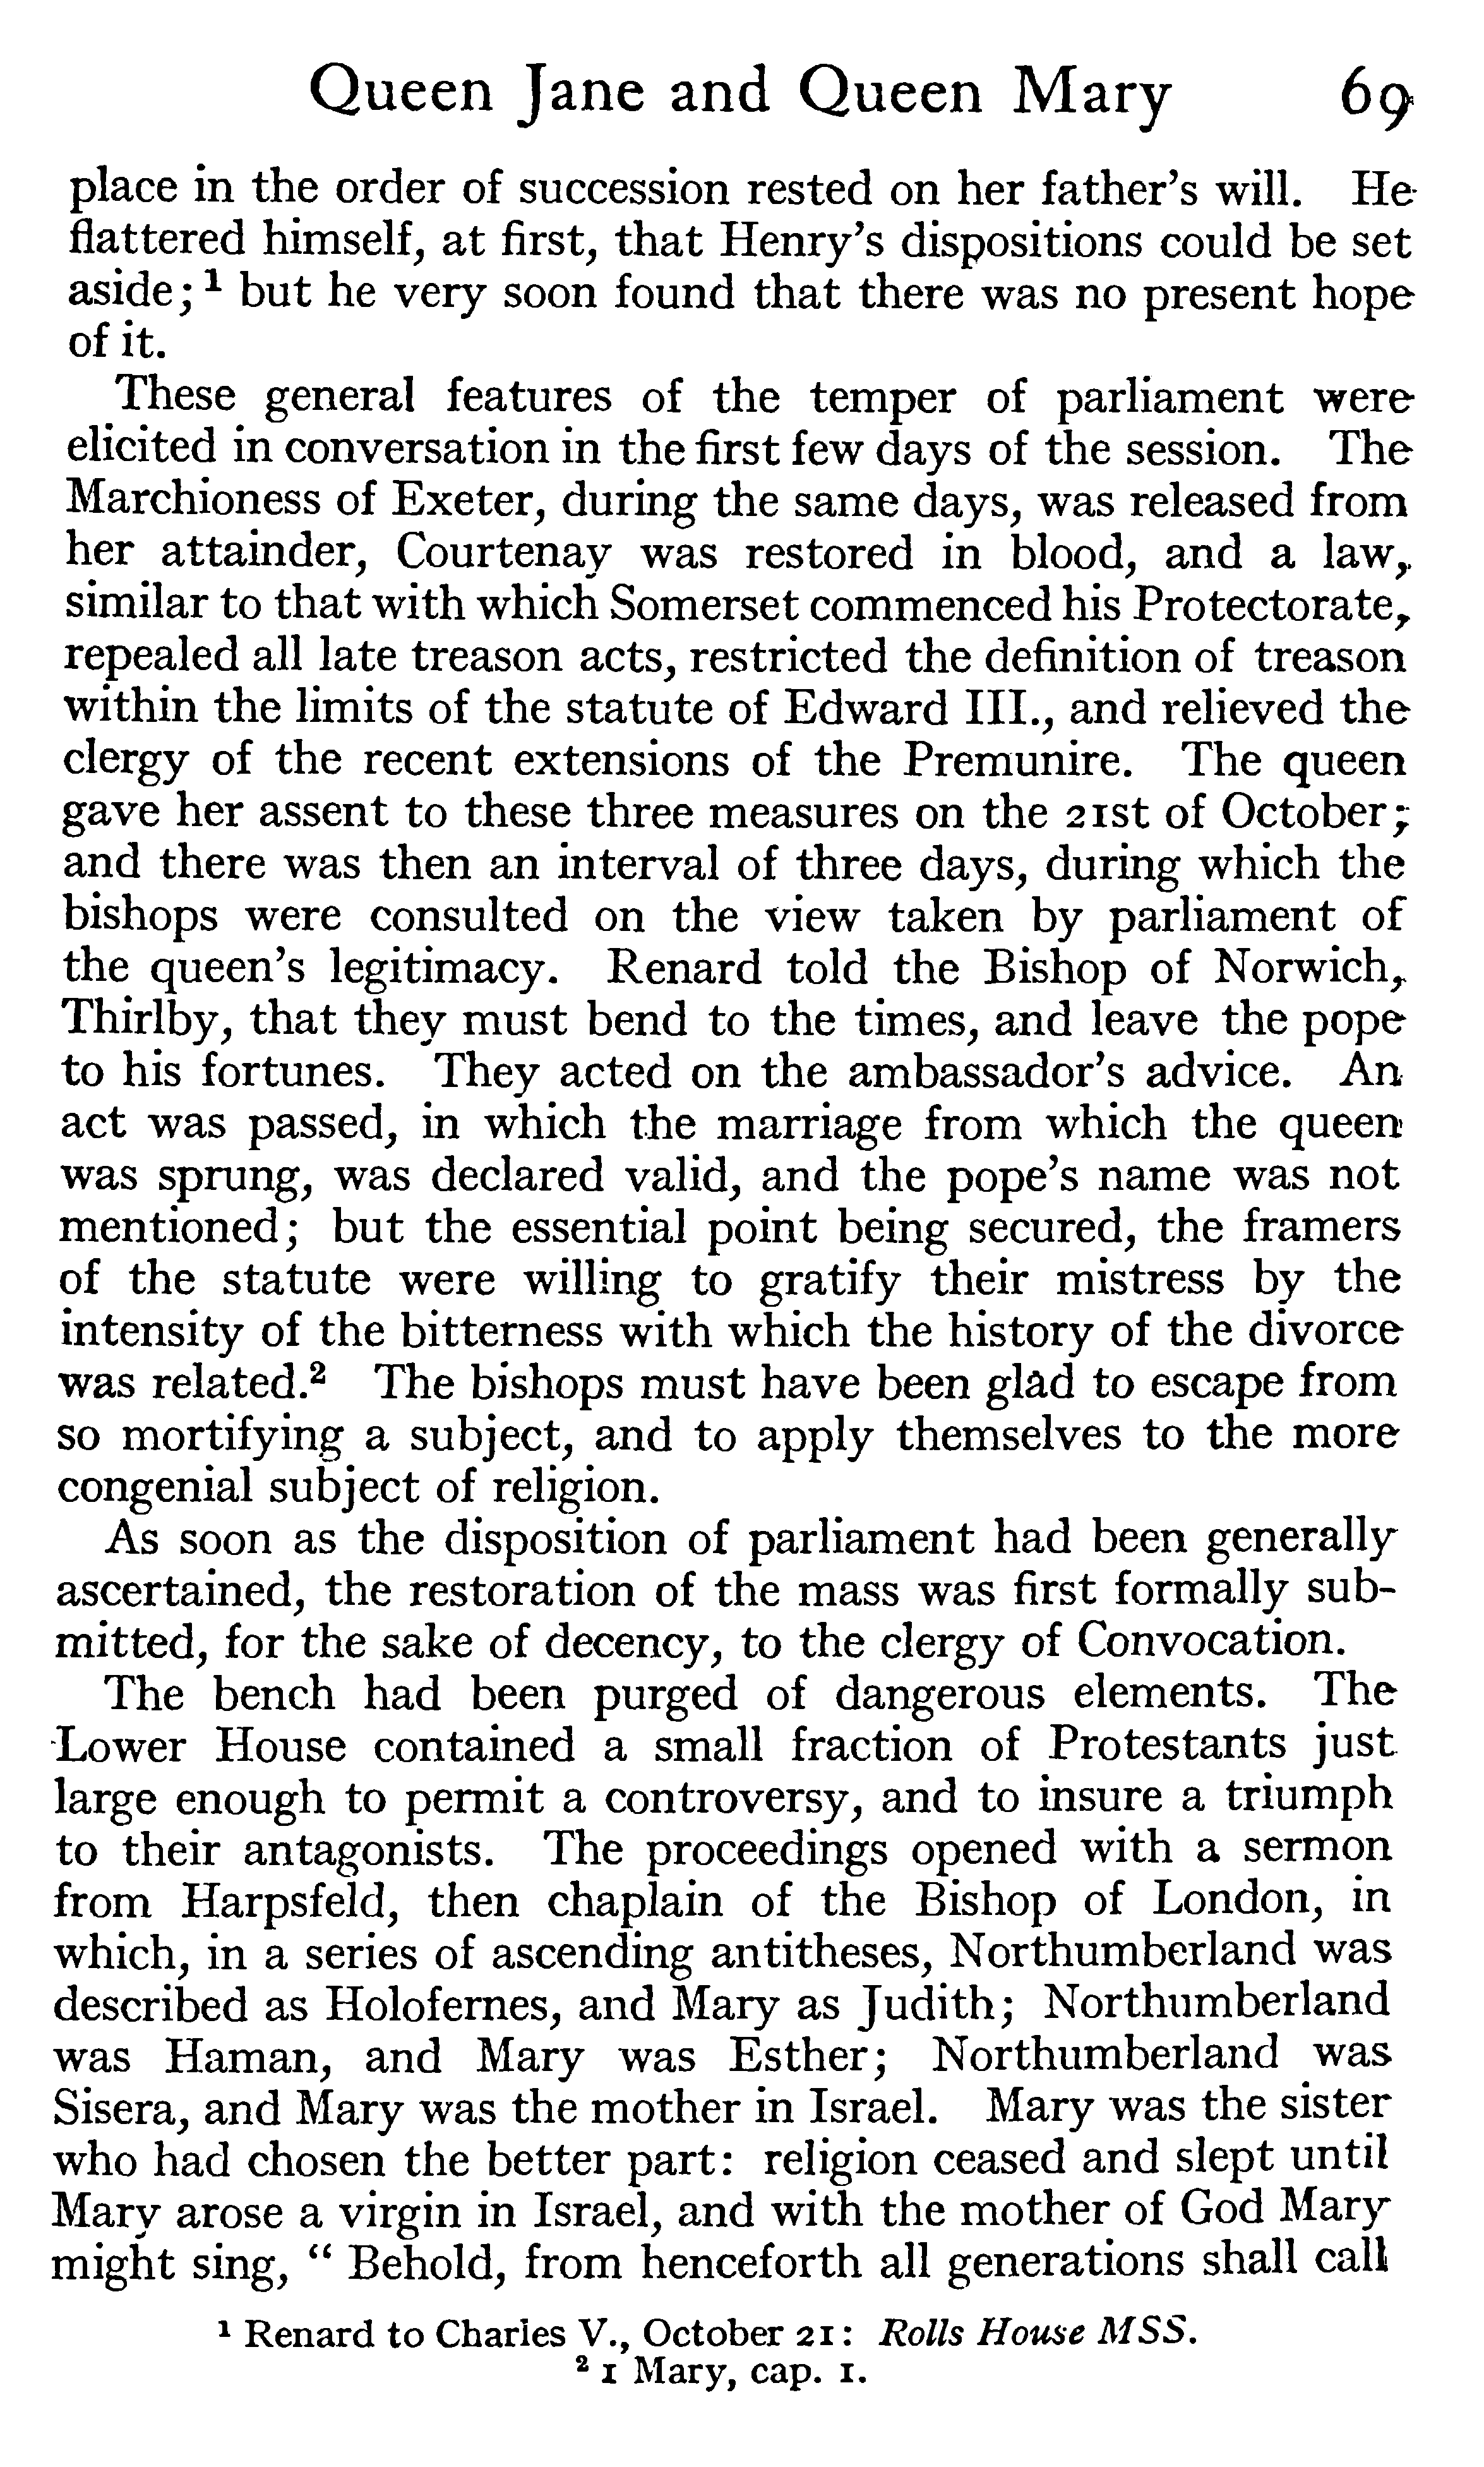 Queen Jane and Queen Mary 69
place in the order of succession rested on her father's will. He
flattered himself, at first, that Henry's dispositions could be set
aside;¹ but he very soon found that there was no present hope
of it.
These general features of the temper of parliament were
elicited in conversation in the first few days of the session. The
Marchioness of Exeter, during the same days, was released from
her attainder, Courtenay was restored in blood, and a law,
similar to that with which Somerset commenced his Protectorate,
repealed all late treason acts, restricted the definition of treason
within the limits of the statute of Edward III., and relieved the
clergy of the recent extensions of the Premunire. The queen
gave her assent to these three measures on the 21st of October;
and there was then an interval of three days, during which the
bishops were consulted on the view taken by parliament of
the queen's legitimacy. Renard told the Bishop of Norwich,
Thirlby, that they must bend to the times, and leave the pope
to his fortunes. They acted on the ambassador's advice. An
act was passed, in which the marriage from which the queen
was sprung, was declared valid, and the pope's name was not
mentioned; but the essential point being secured, the framers
of the statute were willing to gratify their mistress by the
intensity of the bitterness with which the history of the divorce
was related.² The bishops must have been glad to escape from
so mortifying a subject, and to apply themselves to the more
congenial subject of religion.
As soon as the disposition of parliament had been generally
ascertained, the restoration of the mass was first formally sub-
mitted, for the sake of decency, to the clergy of Convocation.
The bench had been purged of dangerous elements. The
Lower House contained a small fraction of Protestants just
large enough to permit a controversy, and to insure a triumph
to their antagonists. The proceedings opened with a sermon
from Harpsfeld, then chaplain of the Bishop of London, in
which, in a series of ascending antitheses, Northumberland was
described as Holofernes, and Mary as Judith; Northumberland
was Haman, and Mary was Esther; Northumberland was
Sisera, and Mary was the mother in Israel. Mary was the sister
who had chosen the better part: religion ceased and slept until
Mary arose a virgin in Israel, and with the mother of God Mary
might sing, “ Behold, from henceforth all generations shall call
¹ Renard to Charles V., October 21: Rolls House MSS.
² 1 Mary, cap. 1.